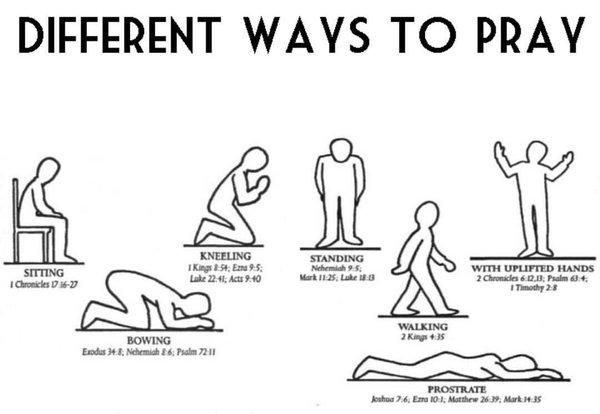 DIFFERENT WAYS TO PRAY
SITTING
1 Chronicles 17:16-27
KNEELING
1 Kings 8:54; Ezra 9:5;
Luke 22:41; Acts 9:40
STANDING
Nehemiah 9:5;
Mark 11:25; Luke 18:13
WITH UPLIFTED HANDS
2 Chronicles 6:12,13; Psalm 63:4;
1 Timothy 2:8
BOWING
Exodus 34:8; Nehemiah 8:6; Psalm 72:11
WALKING
2 Kings 4:35
PROSTRATE
Joshua 7:6; Ezra 10:1; Matthew 26:39; Mark 14:35